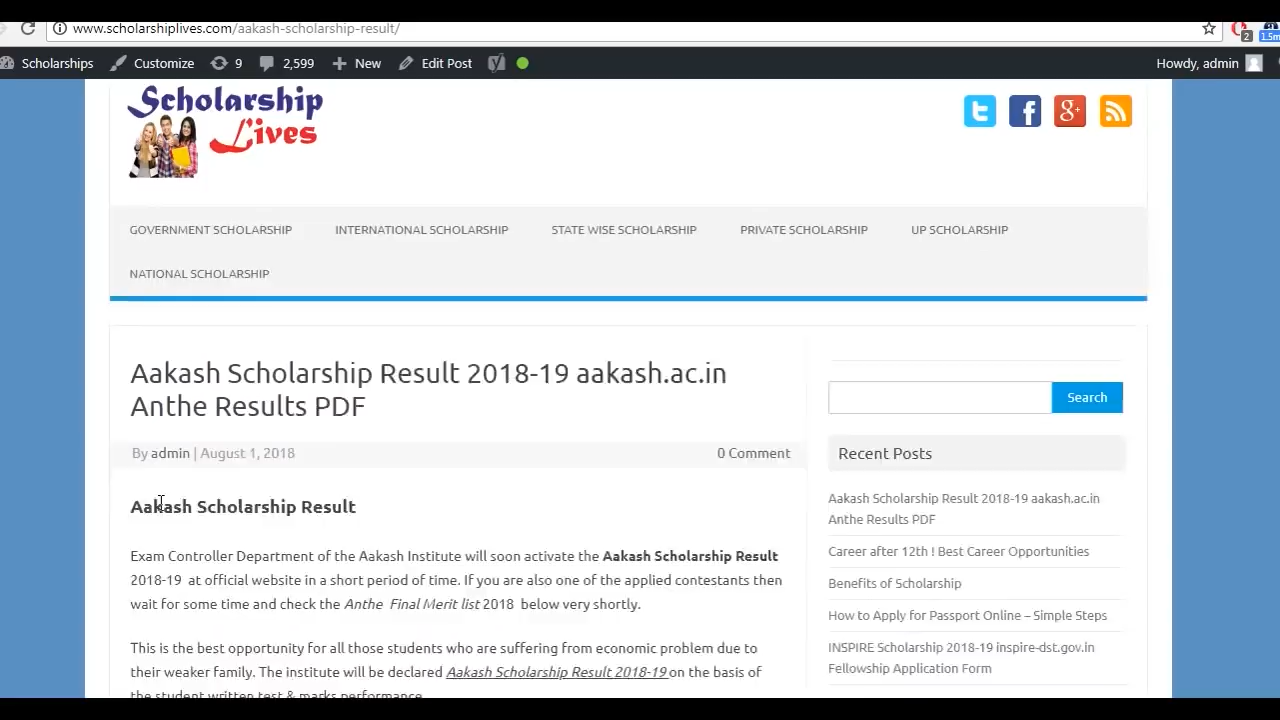 www.scholarshiplives.com/aakash-scholarship-result/
2
Scholarships Customize 9 2,599 New Edit Post Howdy, admin
Scholarship
Lives
GOVERNMENT SCHOLARSHIP INTERNATIONAL SCHOLARSHIP STATE WISE SCHOLARSHIP PRIVATE SCHOLARSHIP UP SCHOLARSHIP
NATIONAL SCHOLARSHIP
Aakash Scholarship Result 2018-19 aakash.ac.in
Anthe Results PDF
By admin | August 1, 2018 0 Comment
Aakash Scholarship Result
Exam Controller Department of the Aakash Institute will soon activate the Aakash Scholarship Result
2018-19 at official website in a short period of time. If you are also one of the applied contestants then
wait for some time and check the Anthe Final Merit list 2018 below very shortly.
This is the best opportunity for all those students who are suffering from economic problem due to
their weaker family. The institute will be declared Aakash Scholarship Result 2018-19 on the basis of
the student written test & marks performance.
Search
Recent Posts
Aakash Scholarship Result 2018-19 aakash.ac.in
Anthe Results PDF
Career after 12th ! Best Career Opportunities
Benefits of Scholarship
How to Apply for Passport Online – Simple Steps
INSPIRE Scholarship 2018-19 inspire-dst.gov.in
Fellowship Application Form